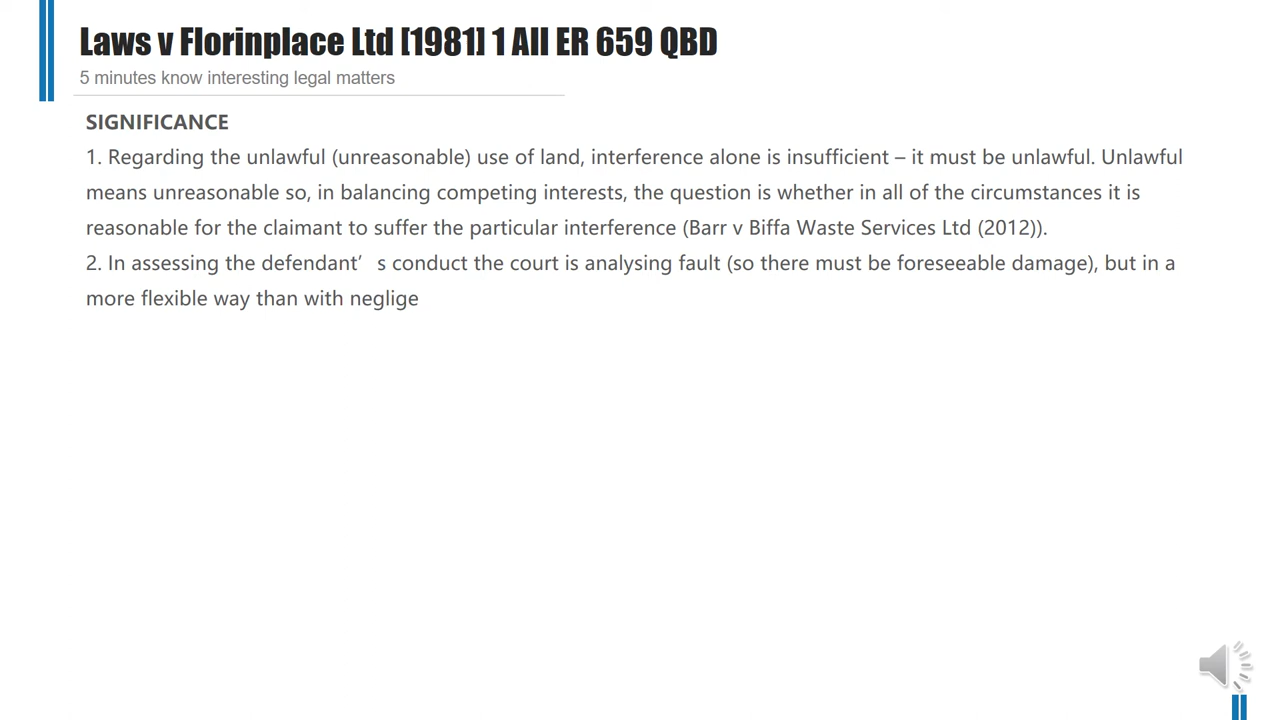 Laws v Florinplace Ltd [1981] 1 All ER 659 QBD
5 minutes know interesting legal matters
SIGNIFICANCE
1. Regarding the unlawful (unreasonable) use of land, interference alone is insufficient – it must be unlawful. Unlawful
means unreasonable so, in balancing competing interests, the question is whether in all of the circumstances it is
reasonable for the claimant to suffer the particular interference (Barr v Biffa Waste Services Ltd (2012)).
2. In assessing the defendant’s conduct the court is analysing fault (so there must be foreseeable damage), but in a
more flexible way than with neglige